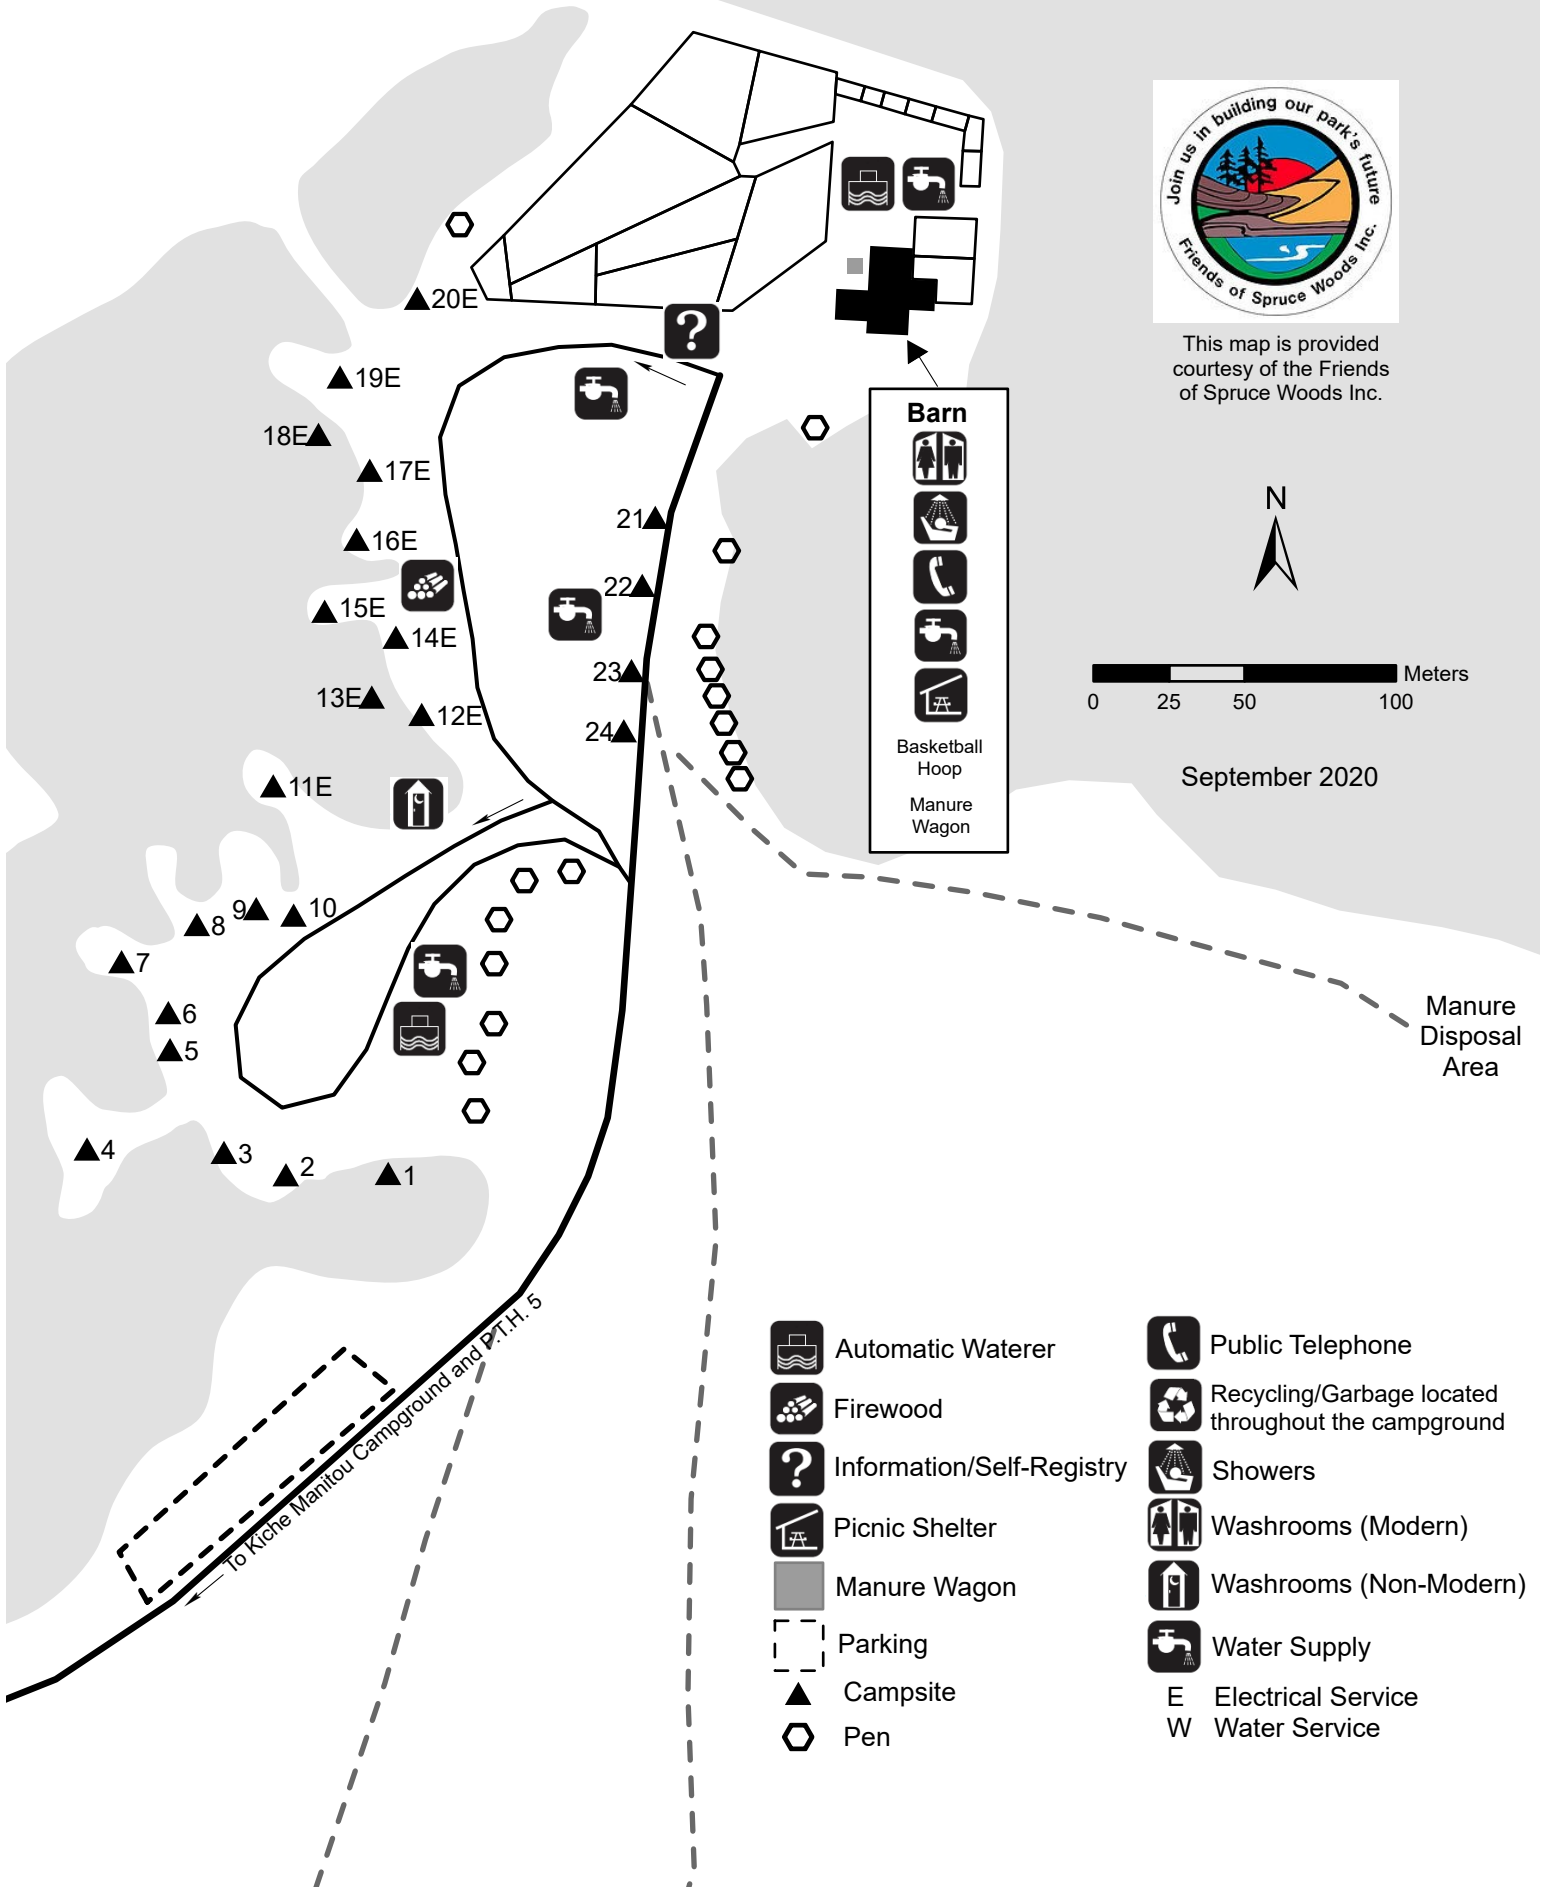 Join us in building our park's future
Friends of Spruce Woods Inc.
This map is provided
courtesy of the Friends
of Spruce Woods Inc.
N
Meters
0 25 50 100
September 2020
Barn
Basketball
Hoop
Manure
Wagon
?
20E
19E
18E
17E
16E
15E
14E
13E
12E
11E
21
22
23
24
10
9
8
7
6
5
4
3
2
1
Manure
Disposal
Area
To Kiche Manitou Campground and P.T.H. 5
Automatic Waterer
Firewood
? Information/Self-Registry
Picnic Shelter
Manure Wagon
Parking
Campsite
Pen
Public Telephone
Recycling/Garbage located
throughout the campground
Showers
Washrooms (Modern)
Washrooms (Non-Modern)
Water Supply
E Electrical Service
W Water Service